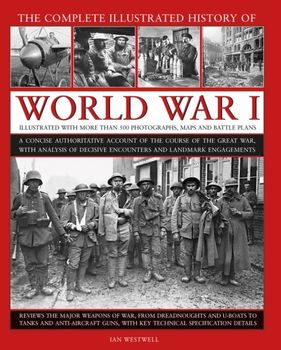 THE COMPLETE ILLUSTRATED HISTORY OF
WORLD WAR I
ILLUSTRATED WITH MORE THAN 500 PHOTOGRAPHS, MAPS AND BATTLE PLANS
A CONCISE AUTHORITATIVE ACCOUNT OF THE COURSE OF THE GREAT WAR,
WITH ANALYSIS OF DECISIVE ENCOUNTERS AND LANDMARK ENGAGEMENTS
REVIEWS THE MAJOR WEAPONS OF WAR, FROM DREADNOUGHTS AND U-BOATS TO
TANKS AND ANTI-AIRCRAFT GUNS, WITH KEY TECHNICAL SPECIFICATION DETAILS
IAN WESTWELL